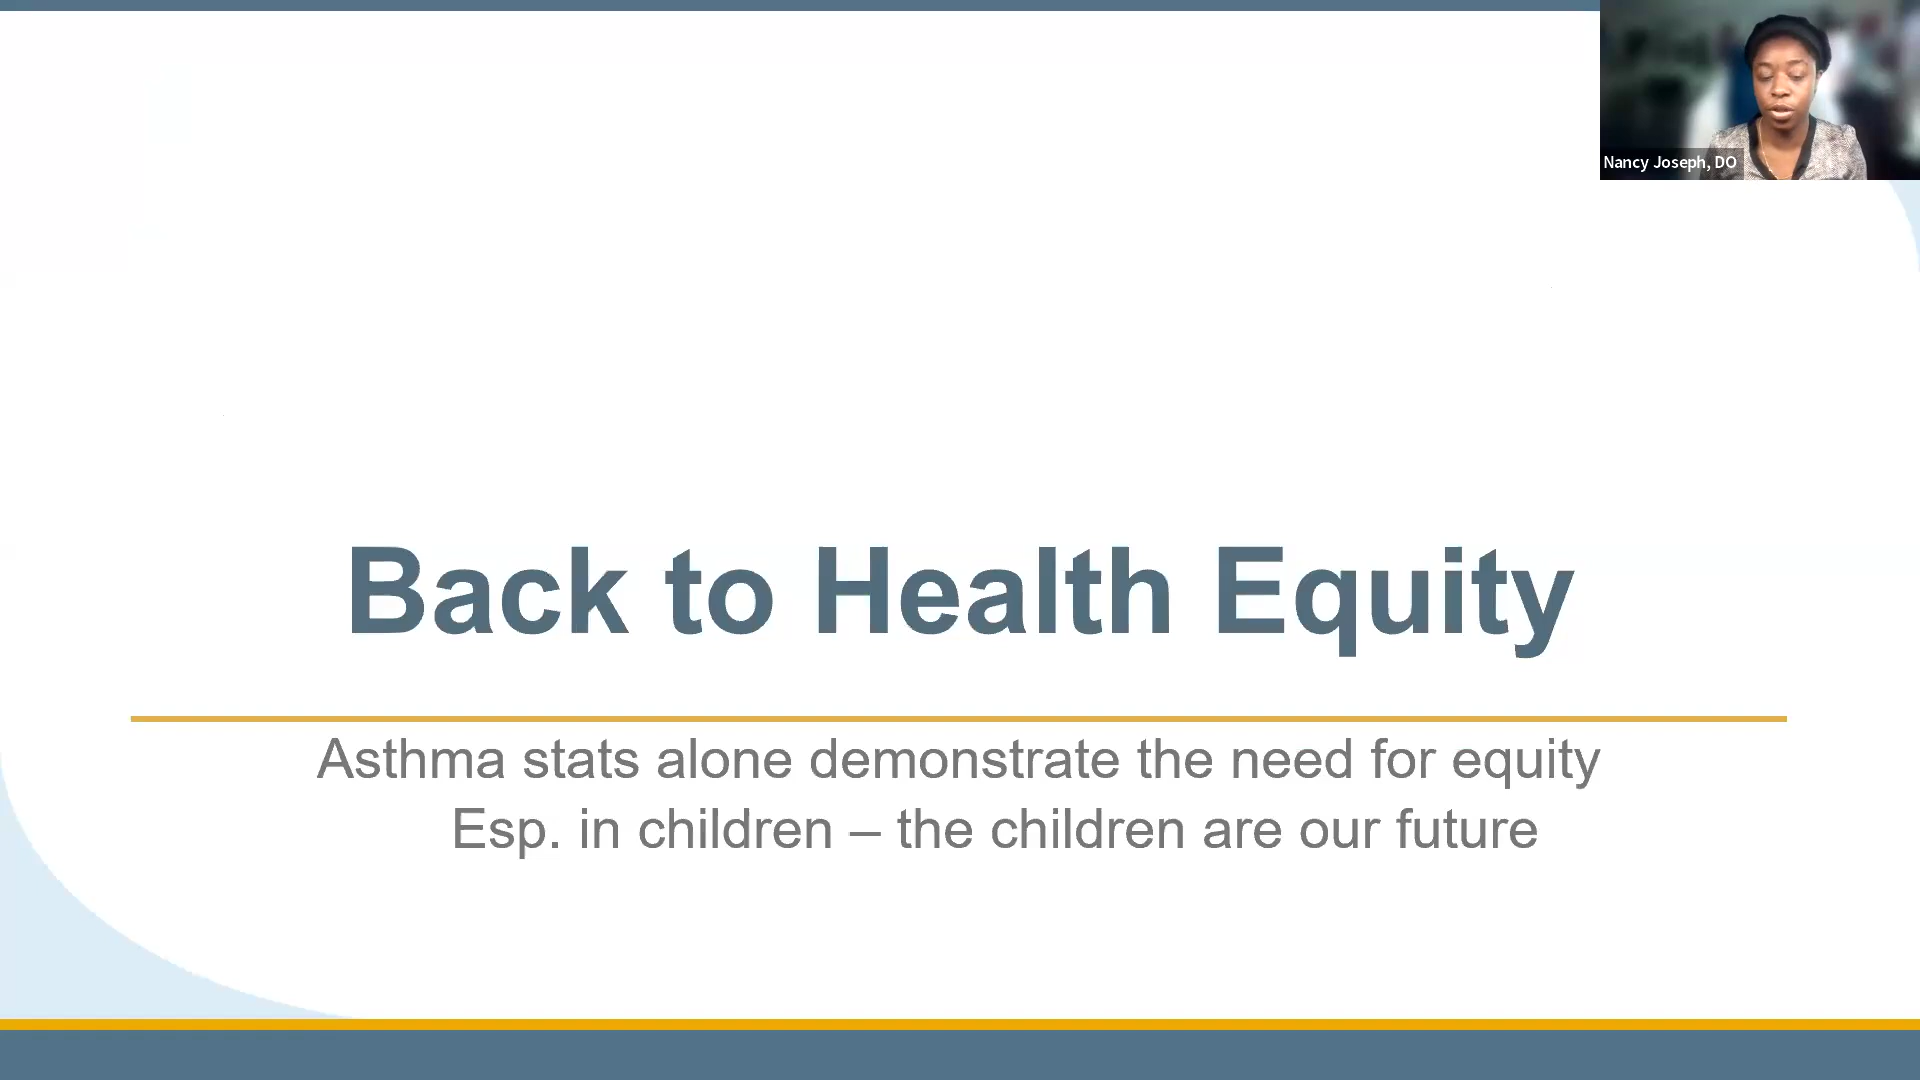 Nancy Joseph, DO
Back to Health Equity
Asthma stats alone demonstrate the need for equity
Esp. in children – the children are our future